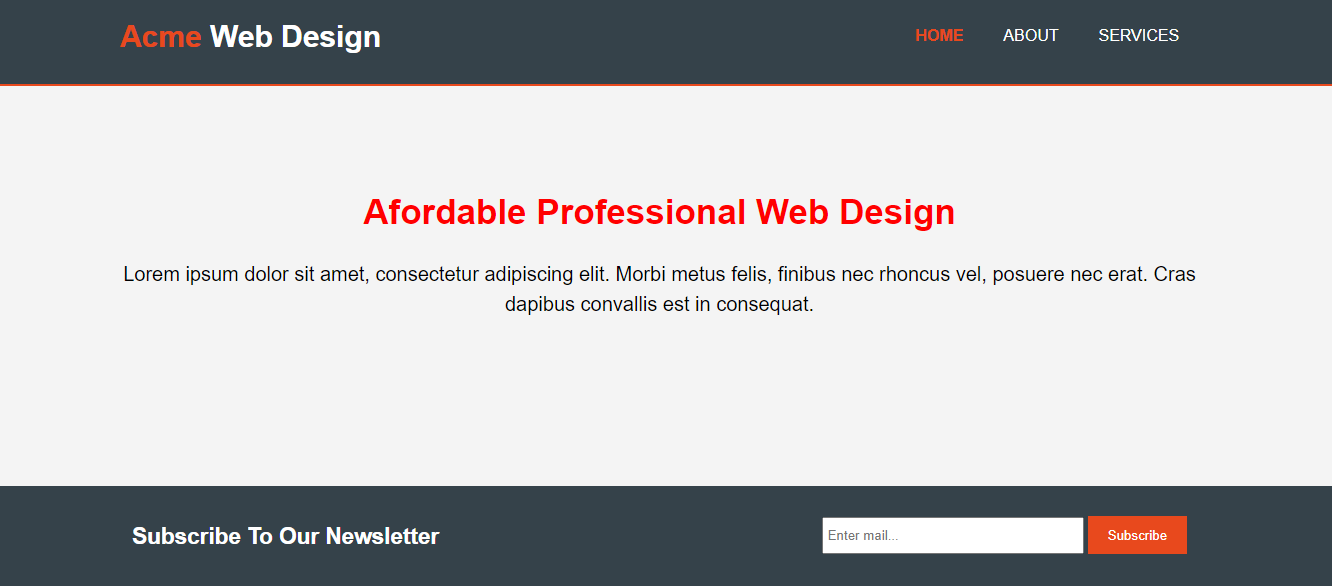 Acme Web Design
HOME ABOUT SERVICES
Afordable Professional Web Design
Lorem ipsum dolor sit amet, consectetur adipiscing elit. Morbi metus felis, finibus nec rhoncus vel, posuere nec erat. Cras
dapibus convallis est in consequat.
Subscribe To Our Newsletter
Enter mail...
Subscribe